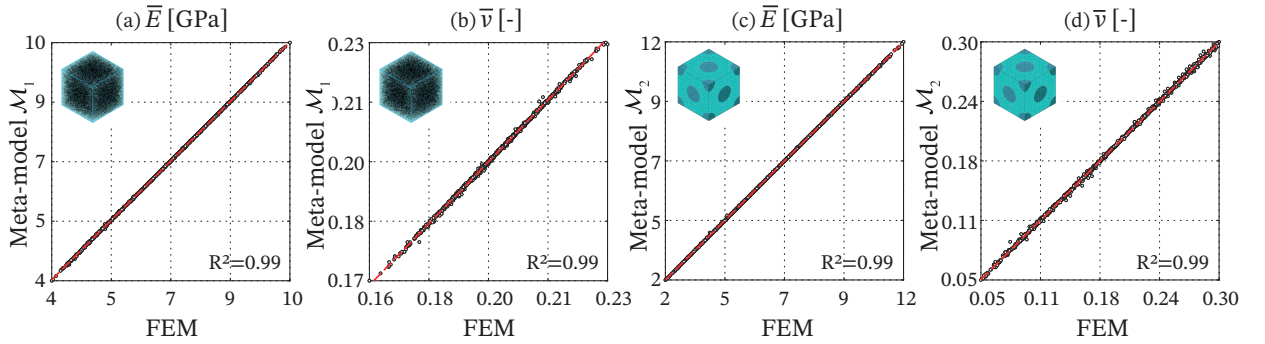 (a) E̅ [GPa]
10
9
7
5
4
4
5
7
9
10
Meta-model ℳ₁
FEM
R²=0.99
(b) ν̅ [-]
0.23
0.21
0.20
0.18
0.17
0.16
0.18
0.20
0.21
0.23
Meta-model ℳ₁
FEM
R²=0.99
(c) E̅ [GPa]
12
9
7
5
2
2
5
7
9
12
Meta-model ℳ₂
FEM
R²=0.99
(d) ν̅ [-]
0.30
0.24
0.18
0.11
0.05
0.05
0.11
0.18
0.24
0.30
Meta-model ℳ₂
FEM
R²=0.99